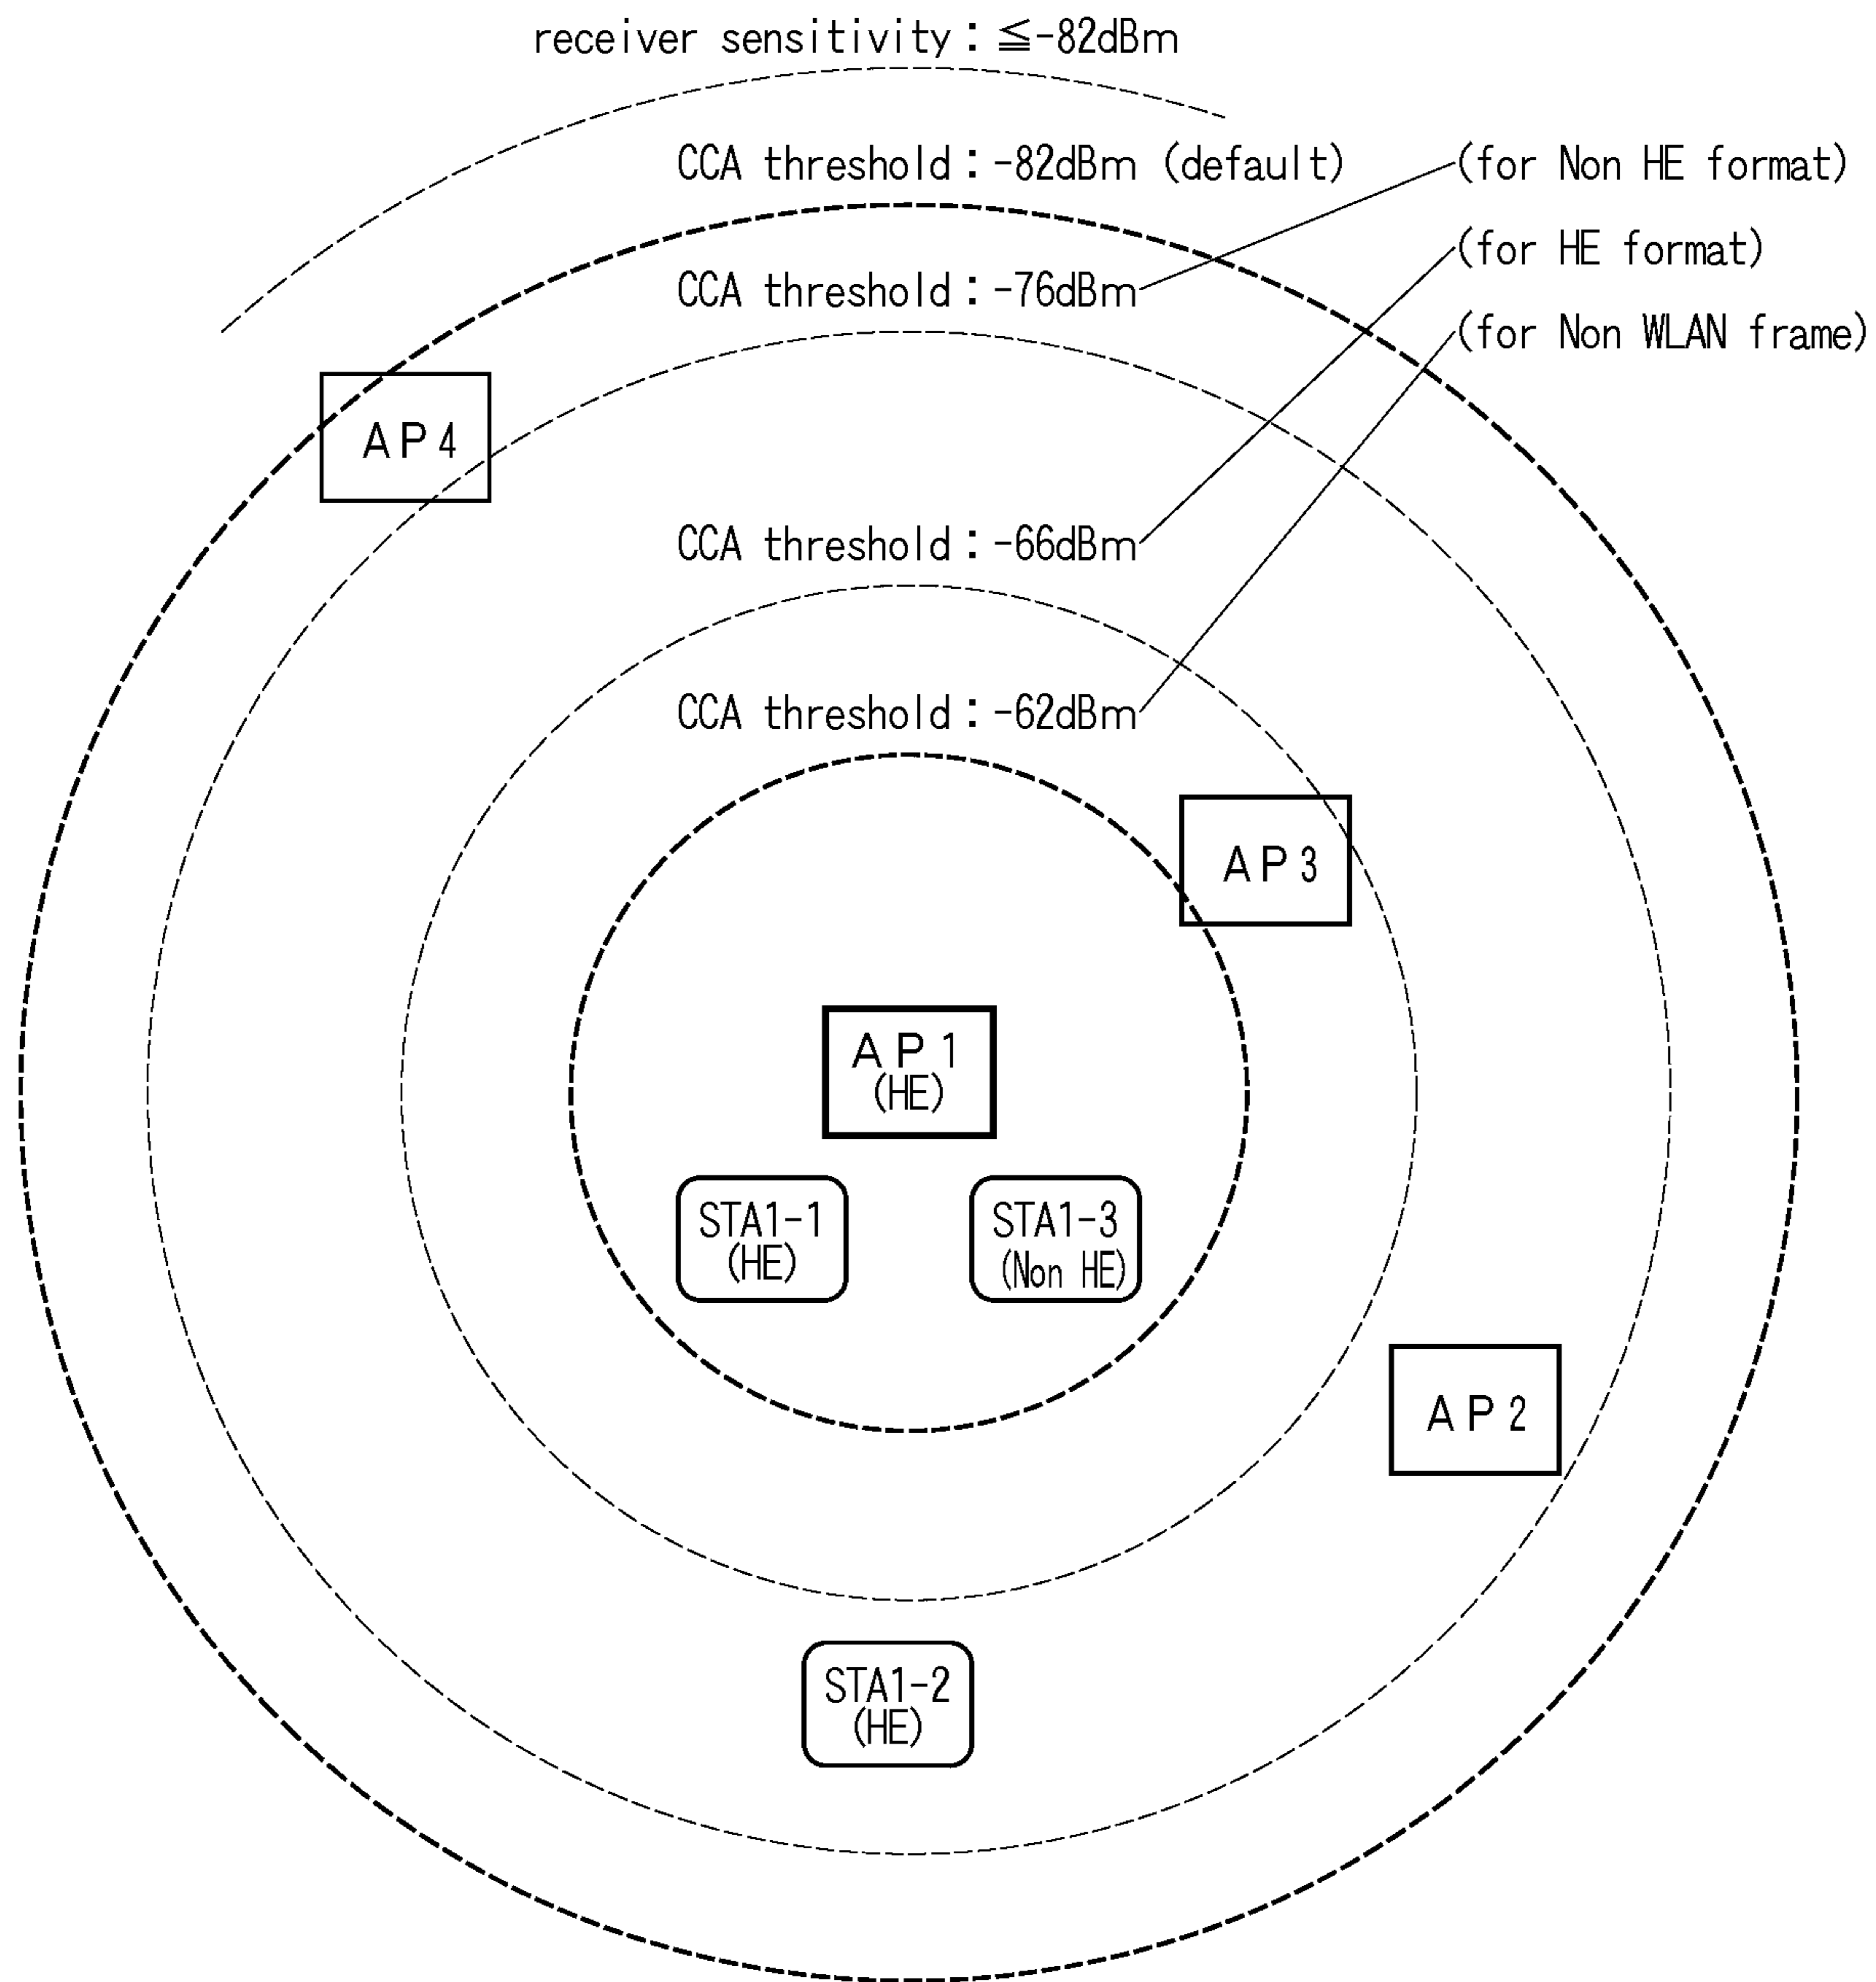 receiver sensitivity：≦-82dBm
CCA threshold：-82dBm (default)
(for Non HE format)
(for HE format)
CCA threshold：-76dBm
(for Non WLAN frame)
AP4
CCA threshold：-66dBm
CCA threshold：-62dBm
AP3
AP1
(HE)
STA1-1
(HE)
STA1-3
(Non HE)
AP2
STA1-2
(HE)